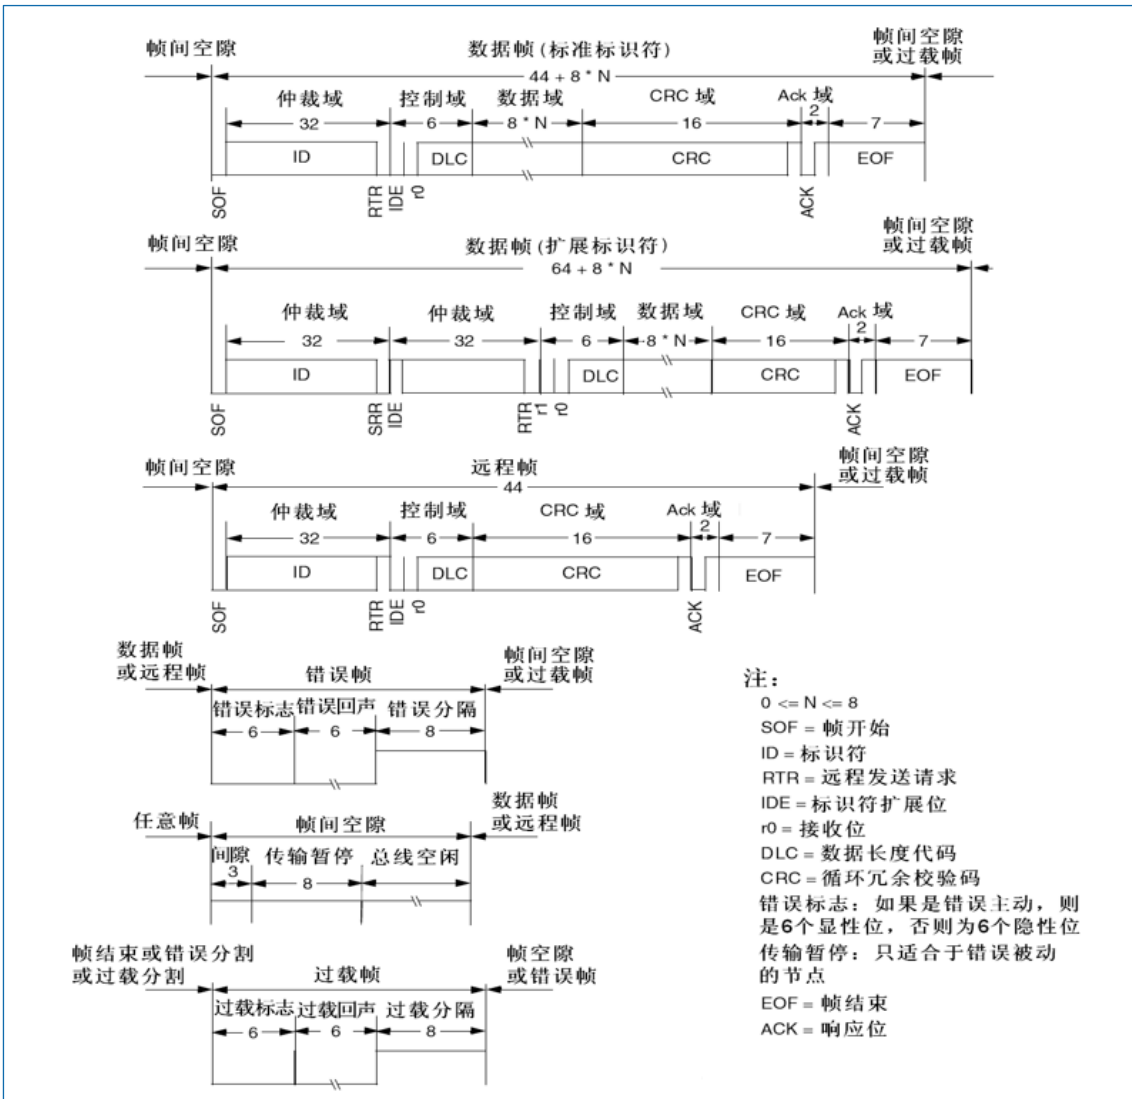 帧间空隙
数据帧(标准标识符)
帧间空隙
或过载帧
44 + 8 * N
仲裁域
控制域
数据域
CRC 域
Ack 域
32
6
8 * N
16
2
7
ID
DLC
CRC
EOF
SOF
RTR
IDE
r0
ACK
帧间空隙
数据帧(扩展标识符)
帧间空隙
或过载帧
64 + 8 * N
仲裁域
仲裁域
控制域
数据域
CRC 域
Ack 域
32
32
6
8 * N
16
2
7
ID
DLC
CRC
EOF
SOF
SRR
IDE
RTR
r1
r0
ACK
帧间空隙
远程帧
帧间空隙
或过载帧
44
仲裁域
控制域
CRC 域
Ack 域
32
6
16
2
7
ID
DLC
CRC
EOF
SOF
RTR
IDE
r0
ACK
数据帧
或远程帧
错误帧
帧间空隙
或过载帧
错误标志
错误回声
错误分隔
6
6
8
任意帧
帧间空隙
数据帧
或远程帧
间隙
传输暂停
总线空闲
3
8
帧结束或错误分割
或过载分割
过载帧
帧空隙
或错误帧
过载标志
过载回声
过载分隔
6
6
8
注：
0 <= N <= 8
SOF = 帧开始
ID = 标识符
RTR = 远程发送请求
IDE = 标识符扩展位
r0 = 接收位
DLC = 数据长度代码
CRC = 循环冗余校验码
错误标志：如果是错误主动，则
是6个显性位，否则为6个隐性位
传输暂停：只适合于错误被动
的节点
EOF = 帧结束
ACK = 响应位